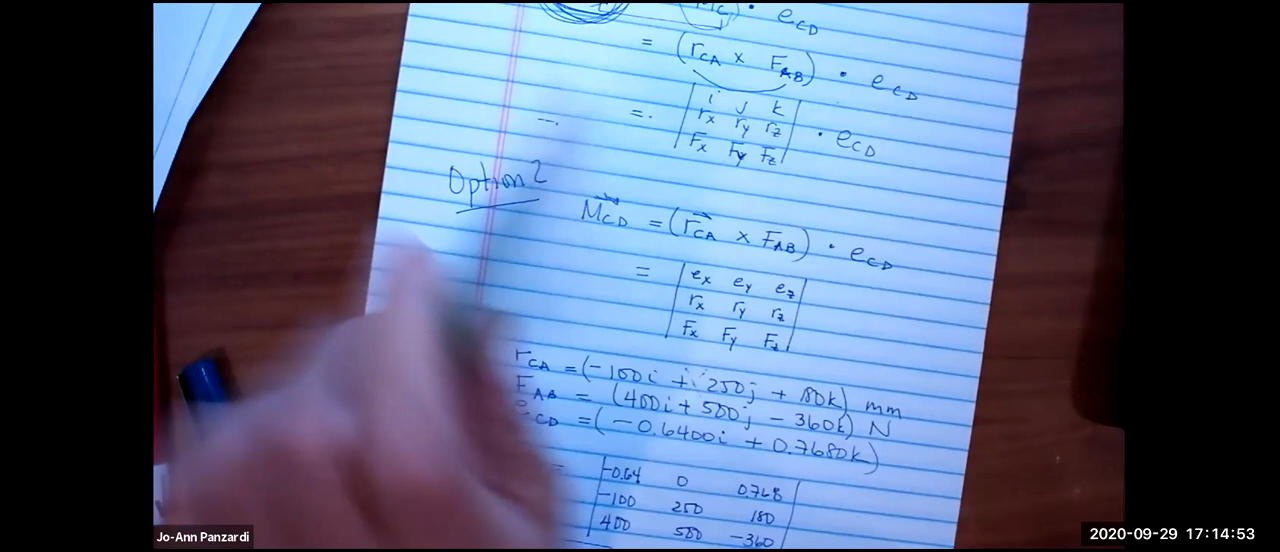 • e_CD
= (r_CA × F_AB) • e_CD
= | i j k |
| r_x r_y r_z | • e_CD
| F_x F_y F_z |
Option 2
M_CD = (r_CA × F_AB) • e_CD
= | e_x e_y e_z |
| r_x r_y r_z |
| F_x F_y F_z |
r_CA = (-100i + 250j + 180k) mm
F_AB = (400i + 500j - 360k) N
e_CD = (-0.6400i + 0.7680k)
= | -0.64 0 0.768 |
| -100 250 180 |
| 400 500 -360 |
Jo-Ann Panzardi
2020-09-29 17:14:53